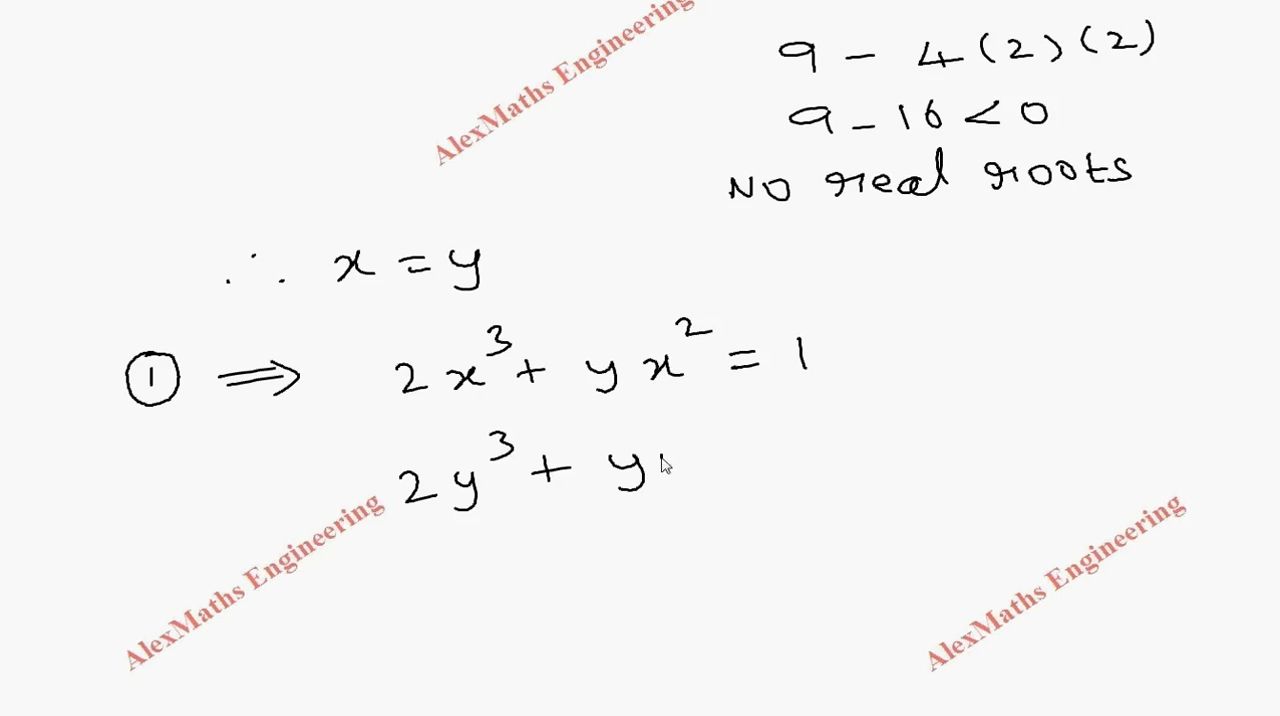 AlexMaths Engineering
9 - 4(2)(2)
9 - 16 < 0
NO real roots
∴ x = y
① ⟹ 2x³ + yx² = 1
2y³ + y
AlexMaths Engineering
AlexMaths Engineering